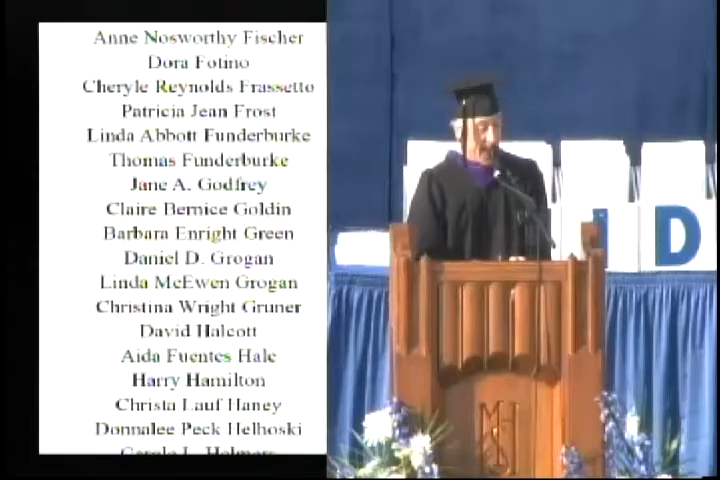 Anne Nosworthy Fischer
Dora Fotino
Cheryle Reynolds Frassetto
Patricia Jean Frost
Linda Abbott Funderburke
Thomas Funderburke
Jane A. Godfrey
Claire Bernice Goldin
Barbara Enright Green
Daniel D. Grogan
Linda McEwen Grogan
Christina Wright Gruner
David Halcott
Aida Fuentes Hale
Harry Hamilton
Christa Lauf Haney
Donnalee Peck Helhoski
Carole L.
I D